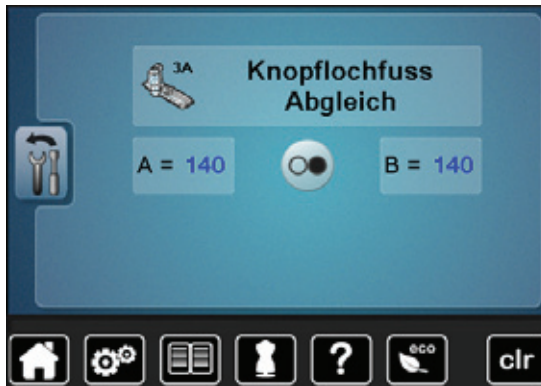 3A
Knopflochfuss
Abgleich
A = 140
B = 140
?
eco
clr